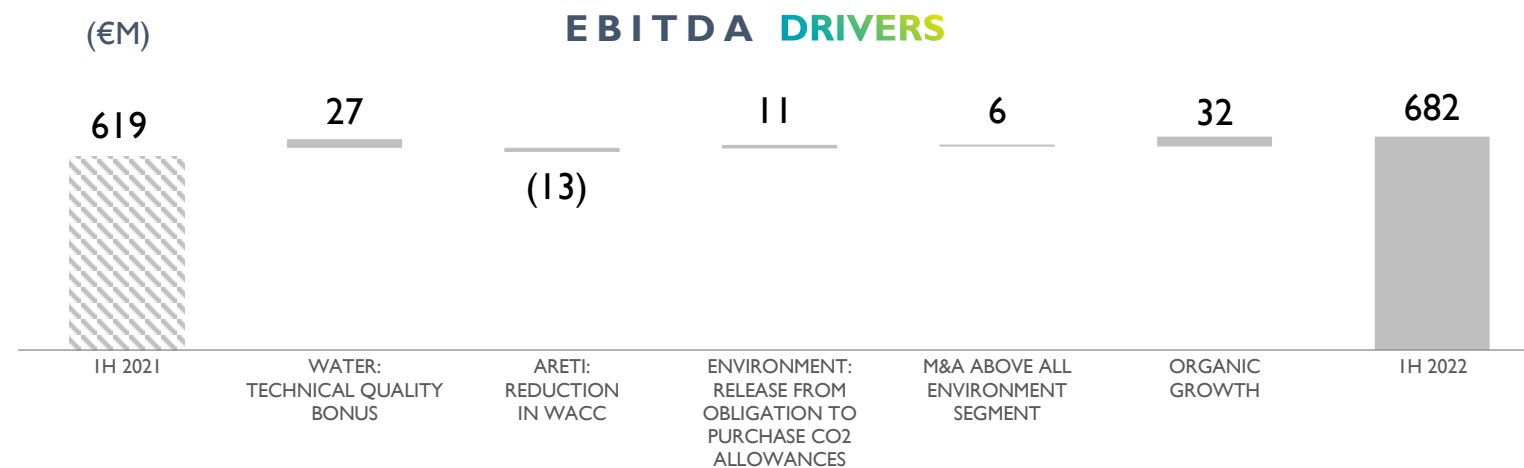 (€M)
EBITDA DRIVERS
619
27
(13)
11
6
32
682
1H 2021
WATER:
TECHNICAL QUALITY
BONUS
ARETI:
REDUCTION
IN WACC
ENVIRONMENT:
RELEASE FROM
OBLIGATION TO
PURCHASE CO2
ALLOWANCES
M&A ABOVE ALL
ENVIRONMENT
SEGMENT
ORGANIC
GROWTH
1H 2022